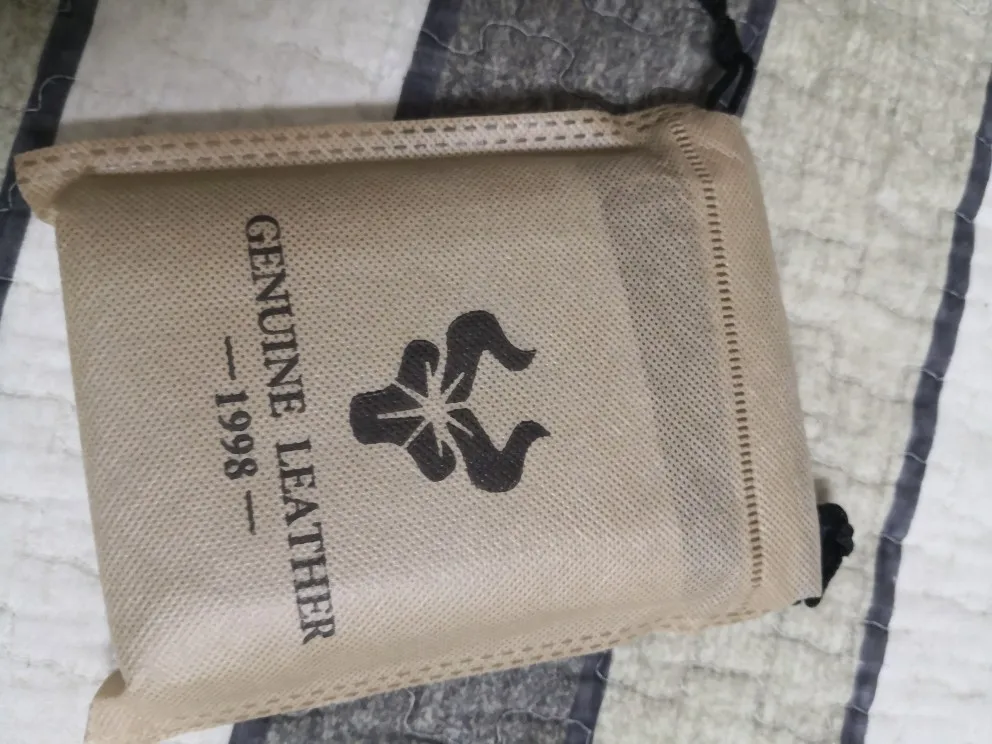 GENUINE LEATHER
— 1998 —